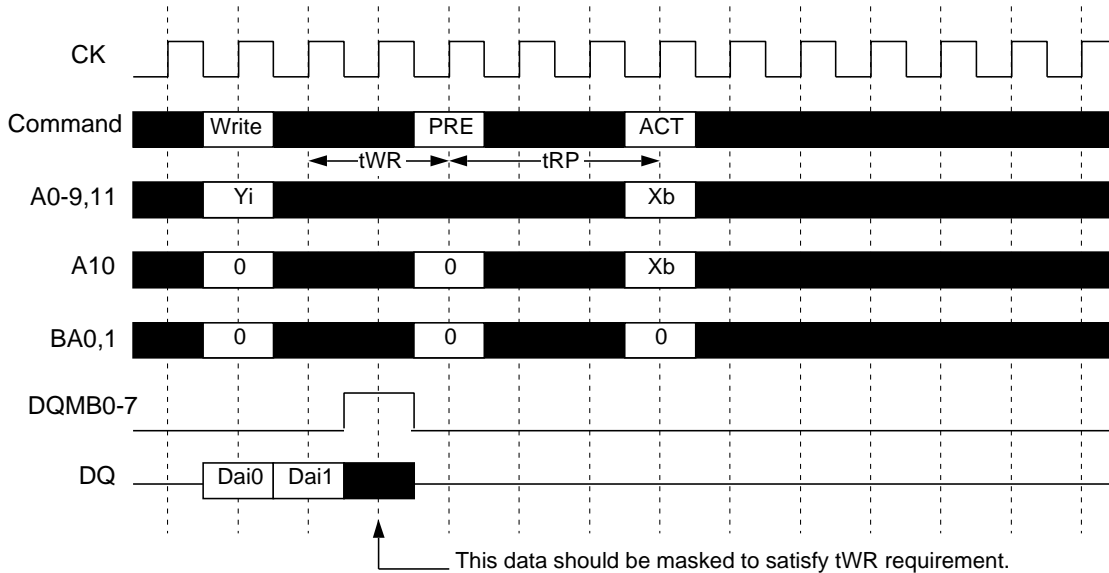 CK
Command Write PRE ACT
tWR tRP
A0-9,11 Yi Xb
A10 0 0 Xb
BA0,1 0 0 0
DQMB0-7
DQ Dai0 Dai1
This data should be masked to satisfy tWR requirement.